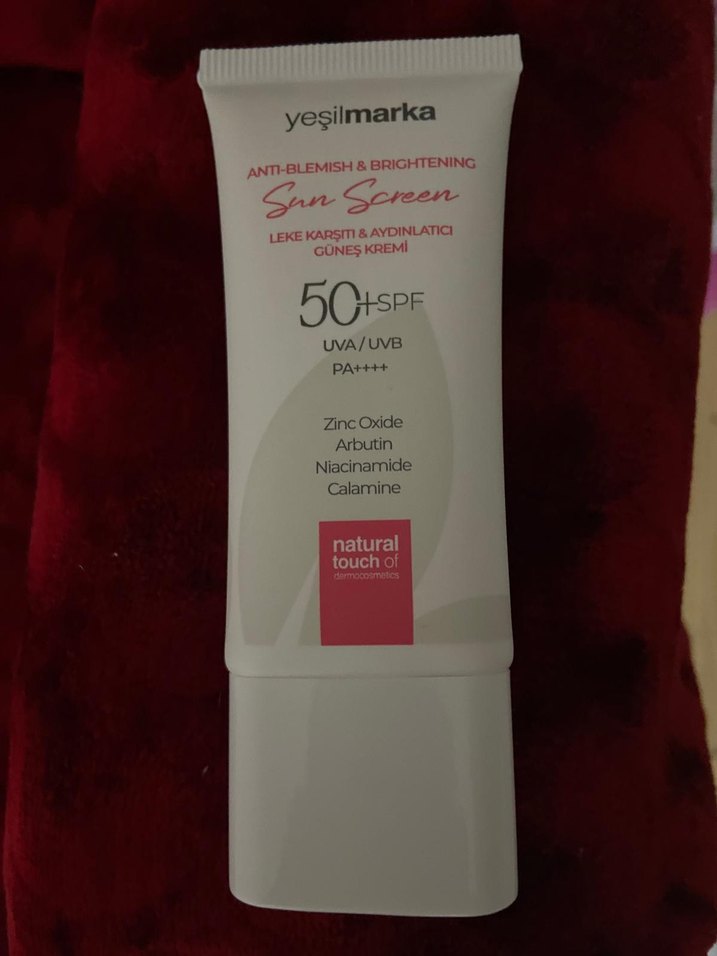 yeşilmarka
ANTI-BLEMISH & BRIGHTENING
Sun Screen
LEKE KARŞITI & AYDINLATICI
GÜNEŞ KREMİ
50+SPF
UVA / UVB
PA++++
Zinc Oxide
Arbutin
Niacinamide
Calamine
natural
touch of
dermocosmetics